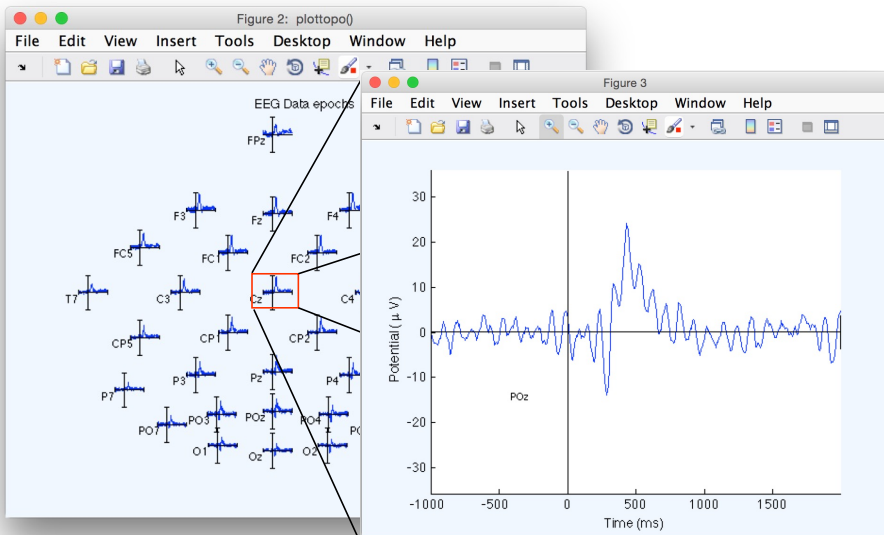 Figure 2: plottopo()
File Edit View Insert Tools Desktop Window Help
EEG Data epochs
FPz
F3
Fz
F4
FC5
FC1
FC2
T7
C3
Cz
C4
CP5
CP1
CP2
P7
P3
Pz
P4
PO7
PO3
POz
PO4
O1
Oz
O2
Figure 3
File Edit View Insert Tools Desktop Window Help
30
20
10
0
-10
-20
-30
Potential ( μ V)
POz
-1000 -500 0 500 1000 1500
Time (ms)